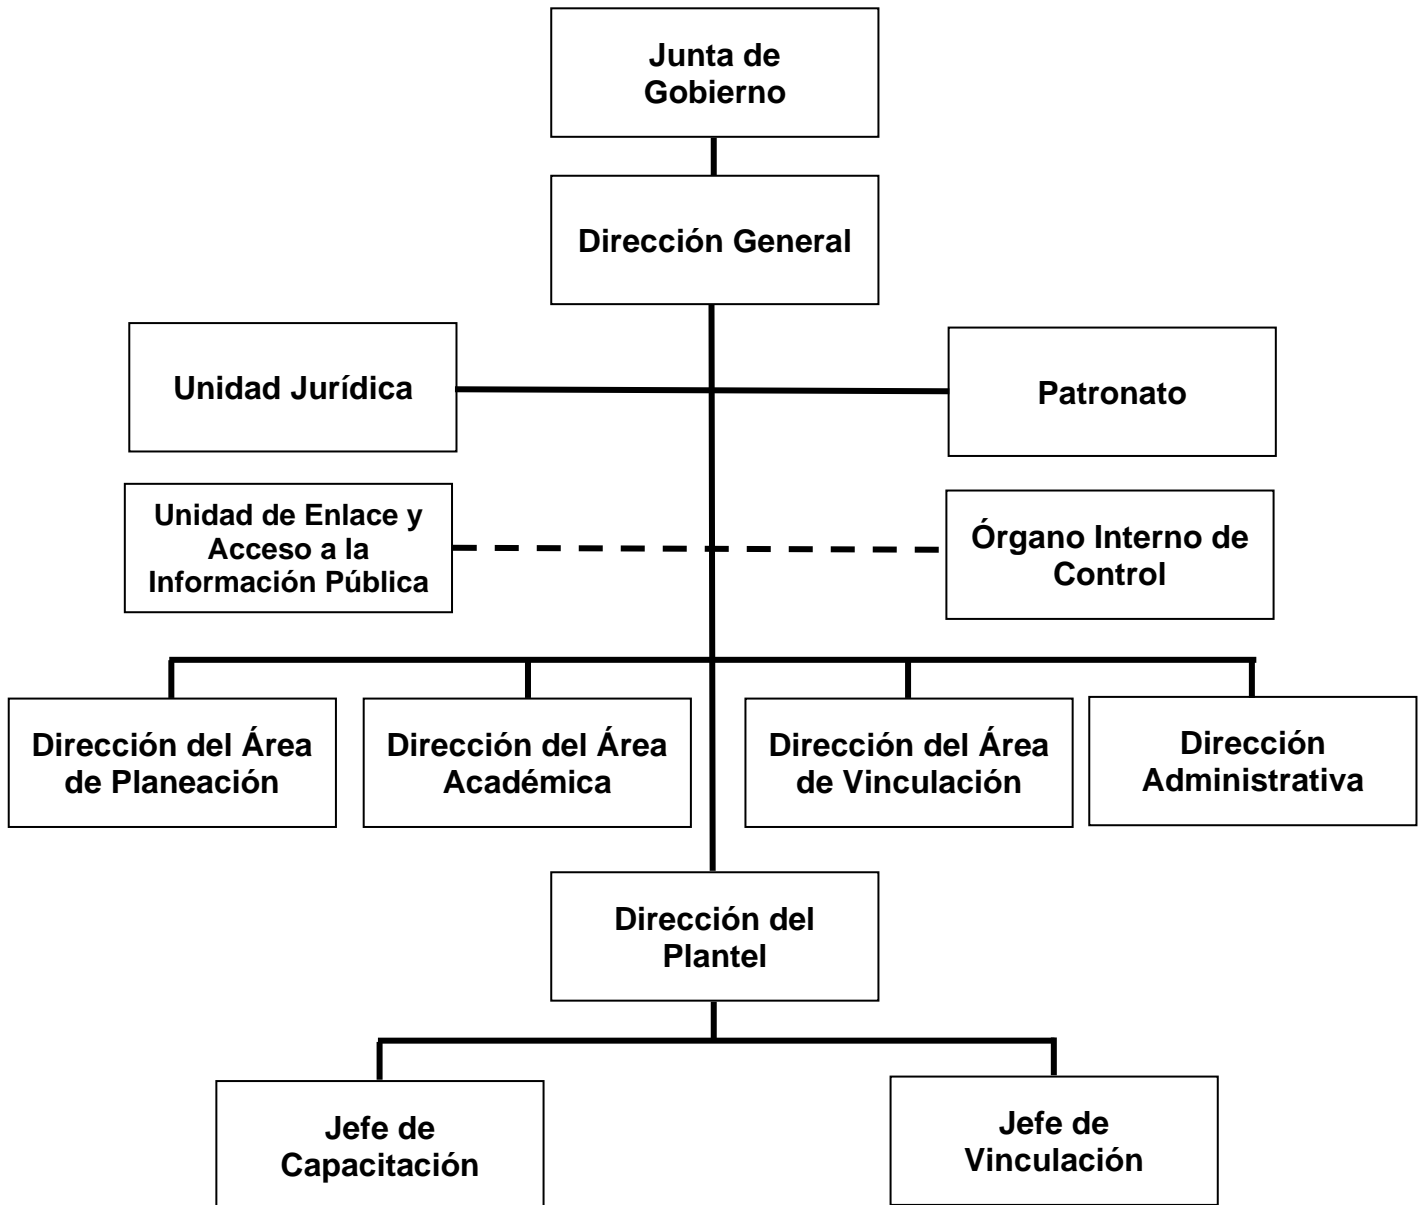 Junta de
Gobierno
Dirección General
Unidad Jurídica
Patronato
Unidad de Enlace y
Acceso a la
Información Pública
Órgano Interno de
Control
Dirección del Área
de Planeación
Dirección del Área
Académica
Dirección del Área
de Vinculación
Dirección
Administrativa
Dirección del
Plantel
Jefe de
Capacitación
Jefe de
Vinculación